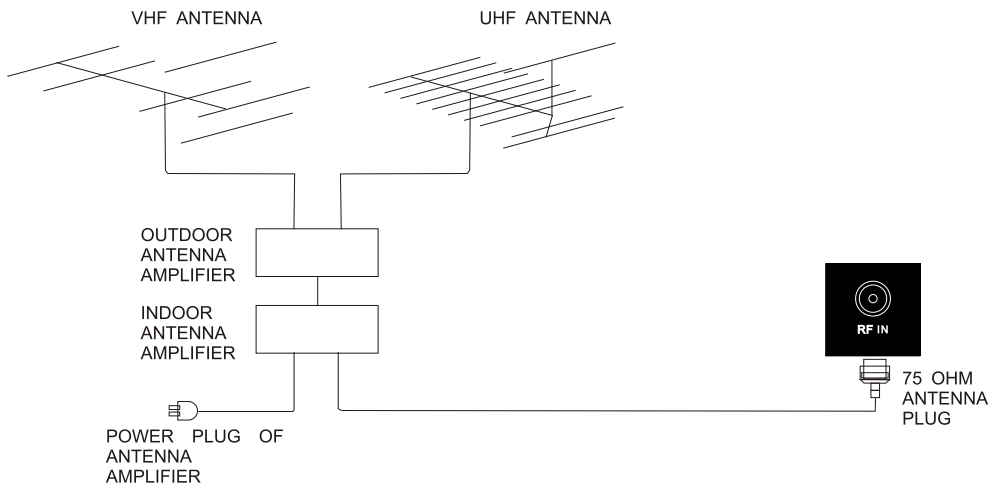 VHF ANTENNA
UHF ANTENNA
OUTDOOR
ANTENNA
AMPLIFIER
INDOOR
ANTENNA
AMPLIFIER
RF IN
75 OHM
ANTENNA
PLUG
POWER PLUG OF
ANTENNA
AMPLIFIER